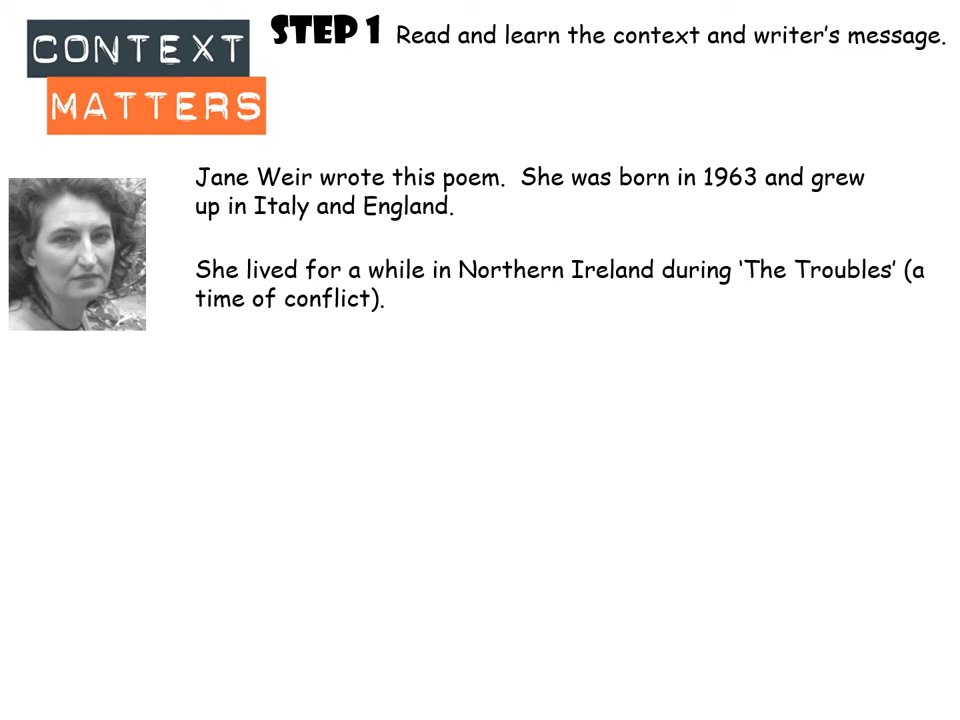 CONTEXT
MATTERS
STEP 1 Read and learn the context and writer’s message.
Jane Weir wrote this poem. She was born in 1963 and grew
up in Italy and England.
She lived for a while in Northern Ireland during ‘The Troubles’ (a
time of conflict).